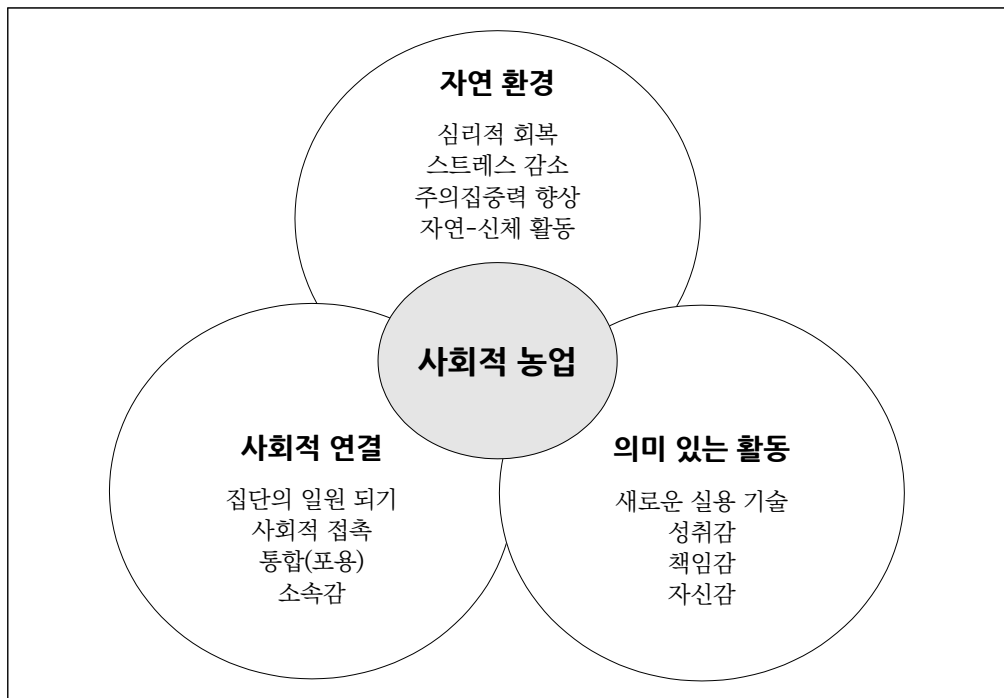 자연 환경
심리적 회복
스트레스 감소
주의집중력 향상
자연-신체 활동
사회적 농업
사회적 연결
집단의 일원 되기
사회적 접촉
통합(포용)
소속감
의미 있는 활동
새로운 실용 기술
성취감
책임감
자신감